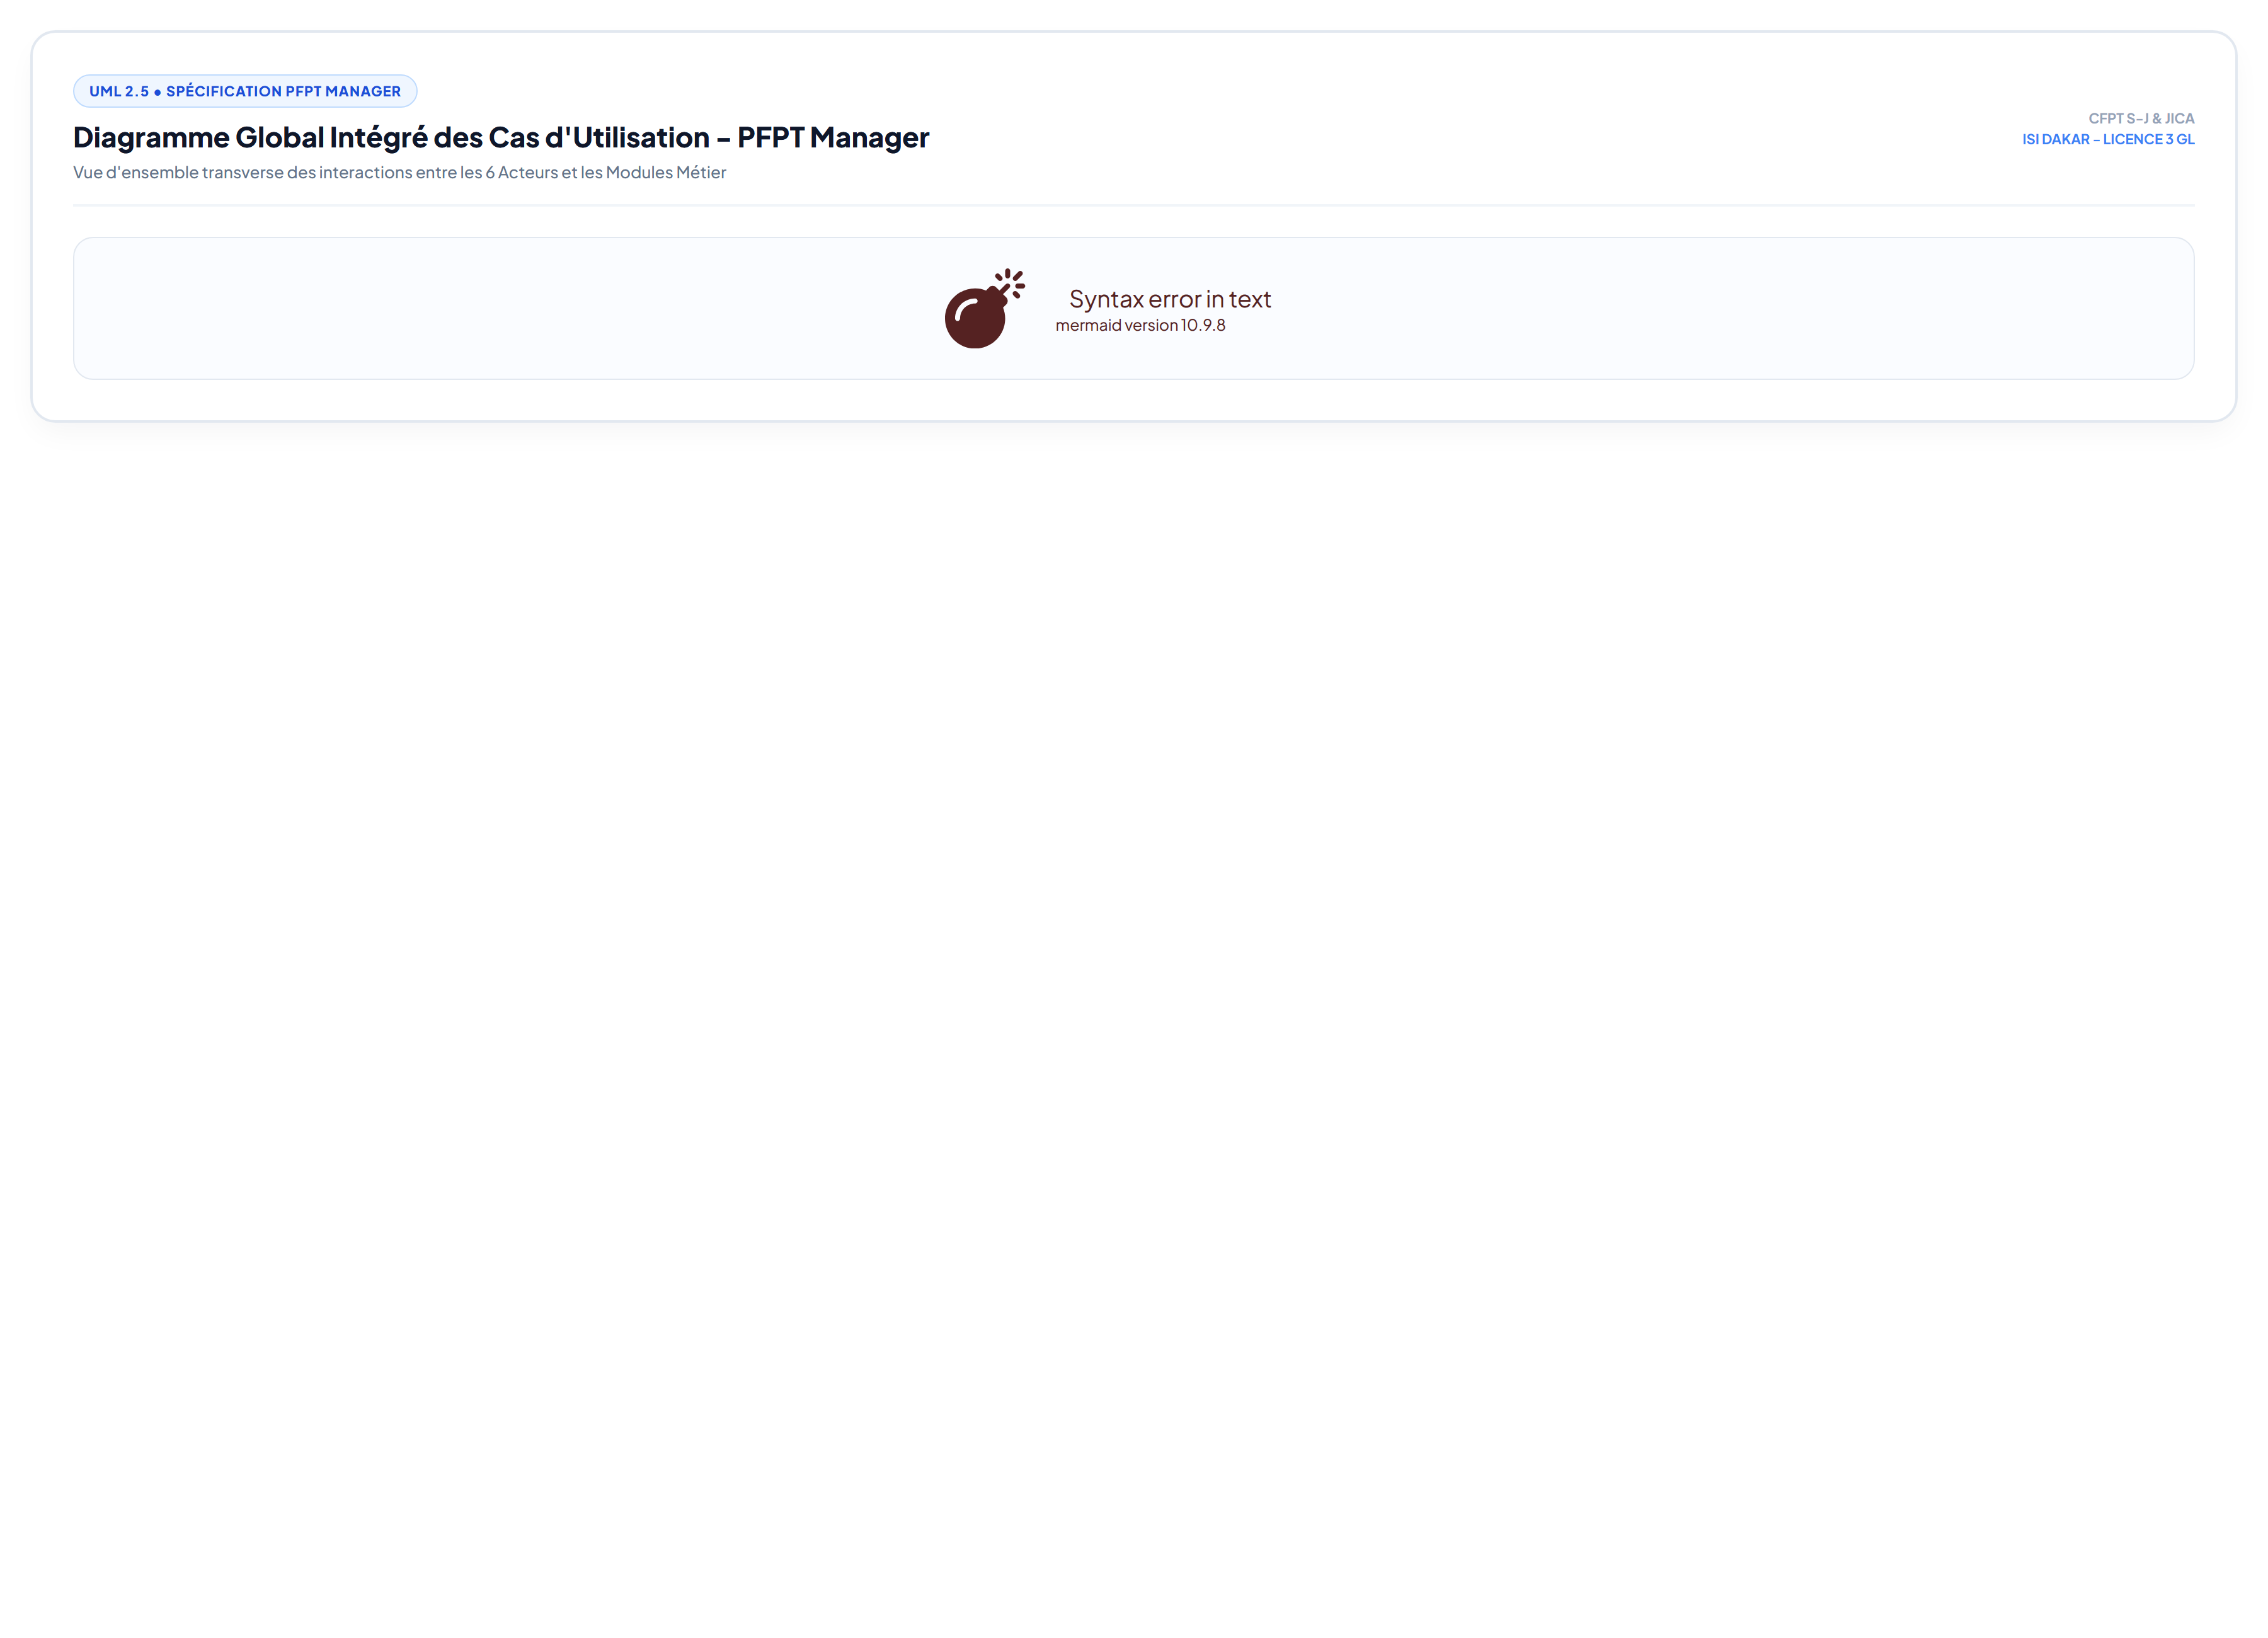 UML 2.5 ● SPÉCIFICATION PFPT MANAGER
Diagramme Global Intégré des Cas d'Utilisation – PFPT Manager
Vue d'ensemble transverse des interactions entre les 6 Acteurs et les Modules Métier
CFPT S-J & JICA
ISI DAKAR - LICENCE 3 GL
Syntax error in text
mermaid version 10.9.8